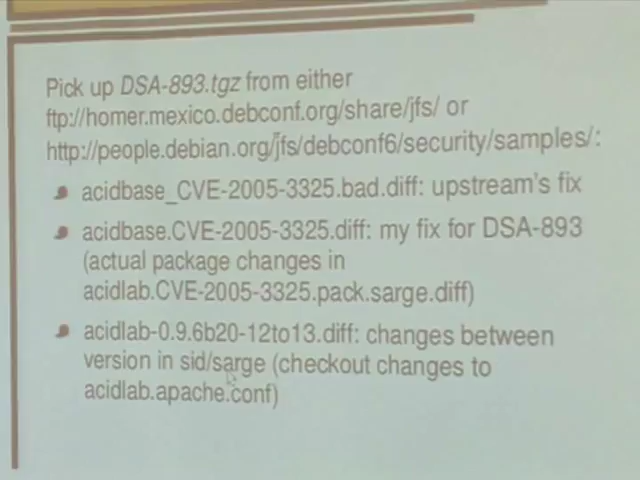 Pick up DSA-893.tgz from either
ftp://homer.mexico.debconf.org/share/jfs/ or
http://people.debian.org/jfs/debconf6/security/samples/:
acidbase_CVE-2005-3325.bad.diff: upstream's fix
acidbase.CVE-2005-3325.diff: my fix for DSA-893
(actual package changes in
acidlab.CVE-2005-3325.pack.sarge.diff)
acidlab-0.9.6b20-12to13.diff: changes between
version in sid/sarge (checkout changes to
acidlab.apache.conf)